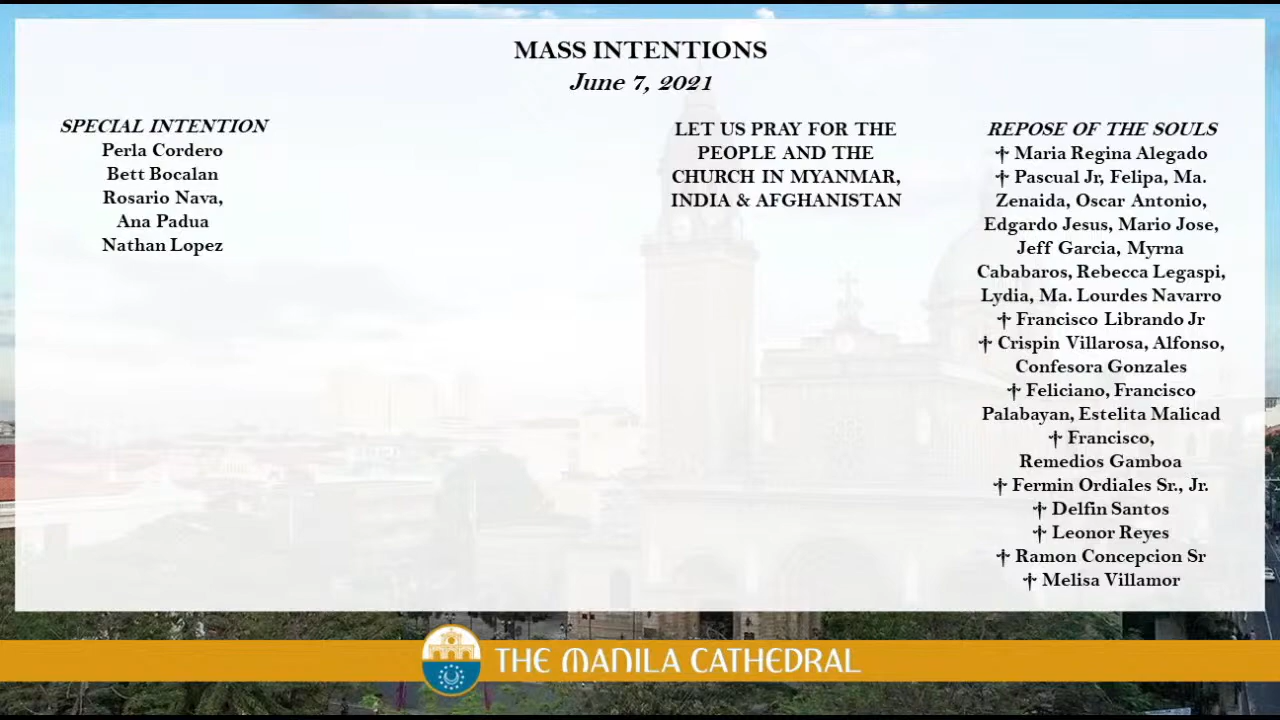 MASS INTENTIONS
June 7, 2021
SPECIAL INTENTION
Perla Cordero
Bett Bocalan
Rosario Nava,
Ana Padua
Nathan Lopez
LET US PRAY FOR THE
PEOPLE AND THE
CHURCH IN MYANMAR,
INDIA & AFGHANISTAN
REPOSE OF THE SOULS
✝ Maria Regina Alegado
✝ Pascual Jr, Felipa, Ma.
Zenaida, Oscar Antonio,
Edgardo Jesus, Mario Jose,
Jeff Garcia, Myrna
Cababaros, Rebecca Legaspi,
Lydia, Ma. Lourdes Navarro
✝ Francisco Librando Jr
✝ Crispin Villarosa, Alfonso,
Confesora Gonzales
✝ Feliciano, Francisco
Palabayan, Estelita Malicad
✝ Francisco,
Remedios Gamboa
✝ Fermin Ordiales Sr., Jr.
✝ Delfin Santos
✝ Leonor Reyes
✝ Ramon Concepcion Sr
✝ Melisa Villamor
THE MANILA CATHEDRAL